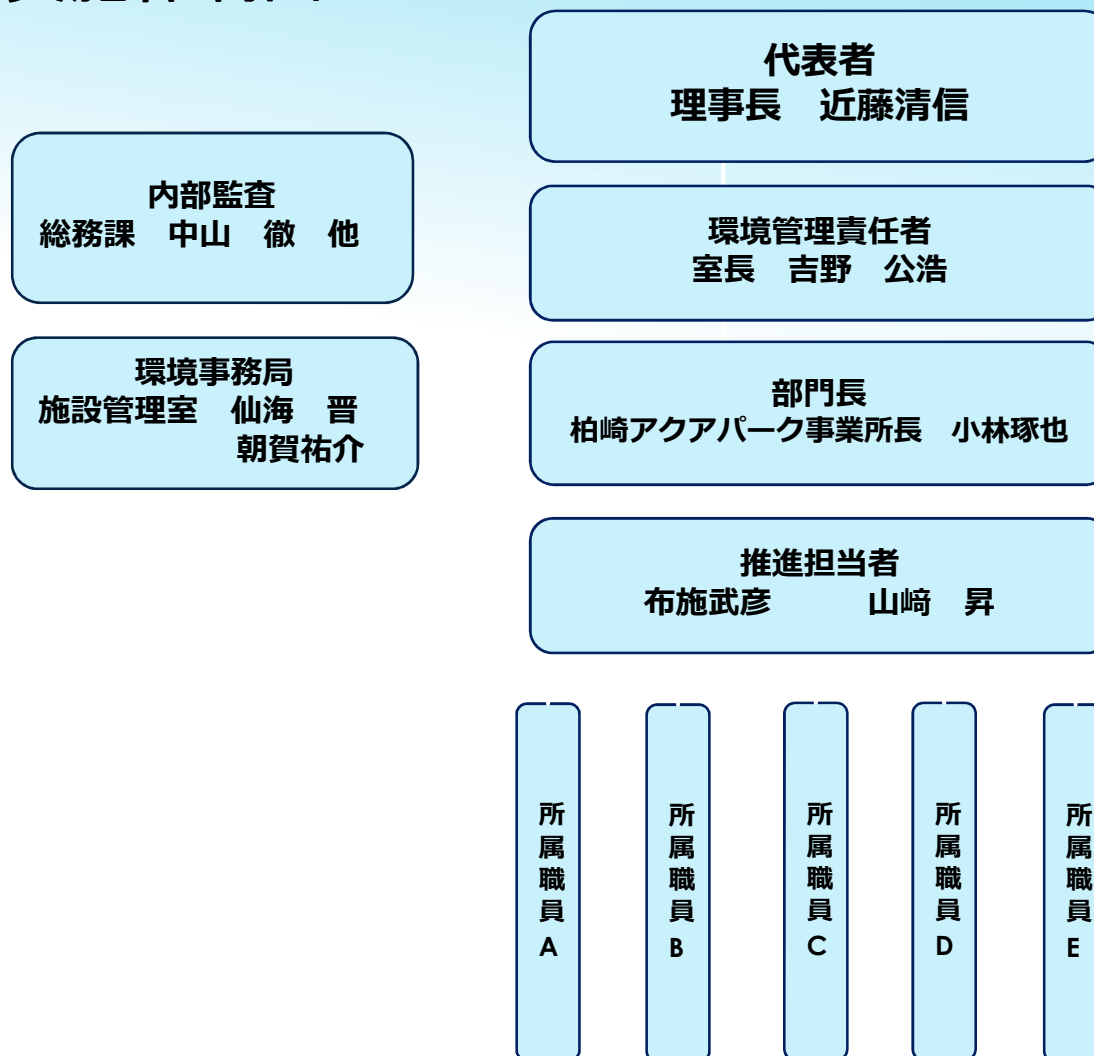 代表者
理事長　近藤清信
内部監査
総務課　中山　徹　他
環境管理責任者
室長　吉野　公浩
環境事務局
施設管理室　仙海　晋
朝賀祐介
部門長
柏崎アクアパーク事業所長　小林琢也
推進担当者
布施武彦　　　山﨑　昇
所属職員A
所属職員B
所属職員C
所属職員D
所属職員E